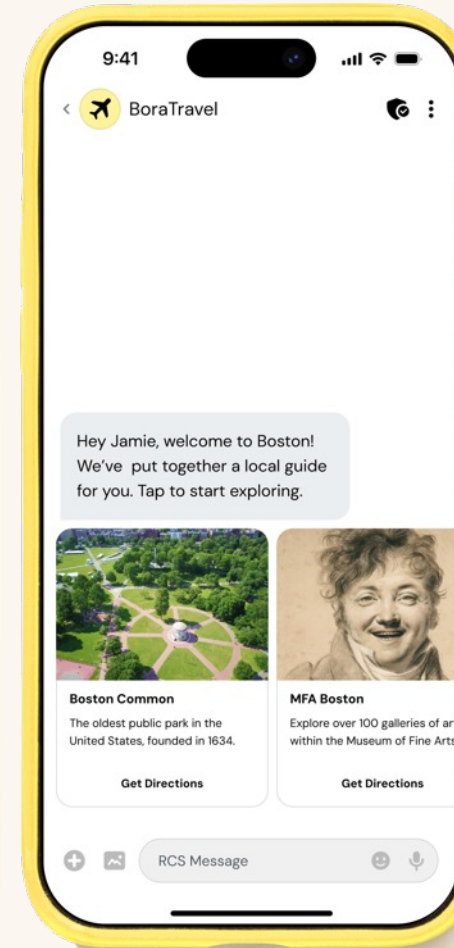 9:41
BoraTravel
Hey Jamie, welcome to Boston!
We've  put together a local guide
for you. Tap to start exploring.
Boston Common
The oldest public park in the
United States, founded in 1634.
Get Directions
MFA Boston
Explore over 100 galleries of ar
within the Museum of Fine Arts
Get Directions
RCS Message